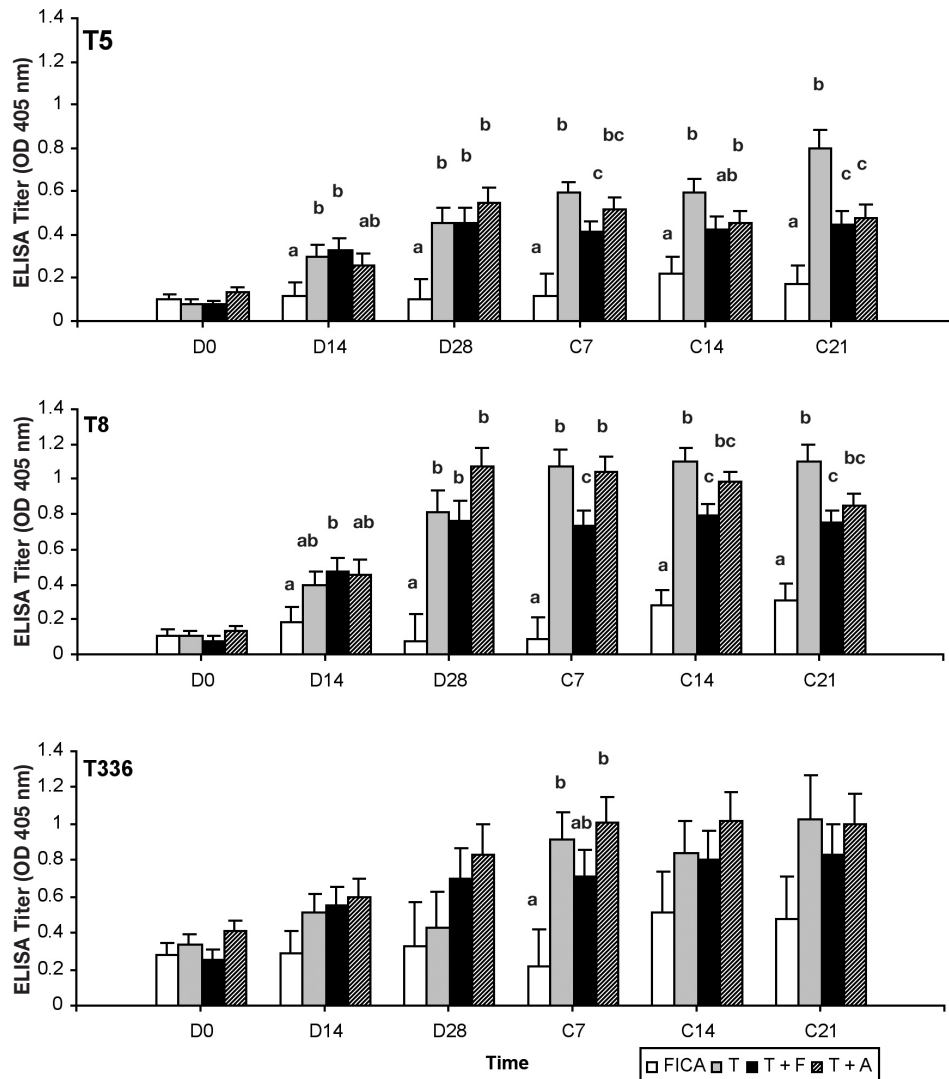 T5
ELISA Titer (OD 405 nm)
1.4
1.2
1
0.8
0.6
0.4
0.2
0
a b b ab
a b b b
a b c bc
a b ab b
a b c c
D0 D14 D28 C7 C14 C21
T8
ELISA Titer (OD 405 nm)
1.4
1.2
1
0.8
0.6
0.4
0.2
0
a ab b ab
a b b b
a b c b
a b c bc
a b c bc
D0 D14 D28 C7 C14 C21
T336
ELISA Titer (OD 405 nm)
1.4
1.2
1
0.8
0.6
0.4
0.2
0
a b ab b
D0 D14 D28 C7 C14 C21
Time
FICA T T + F T + A